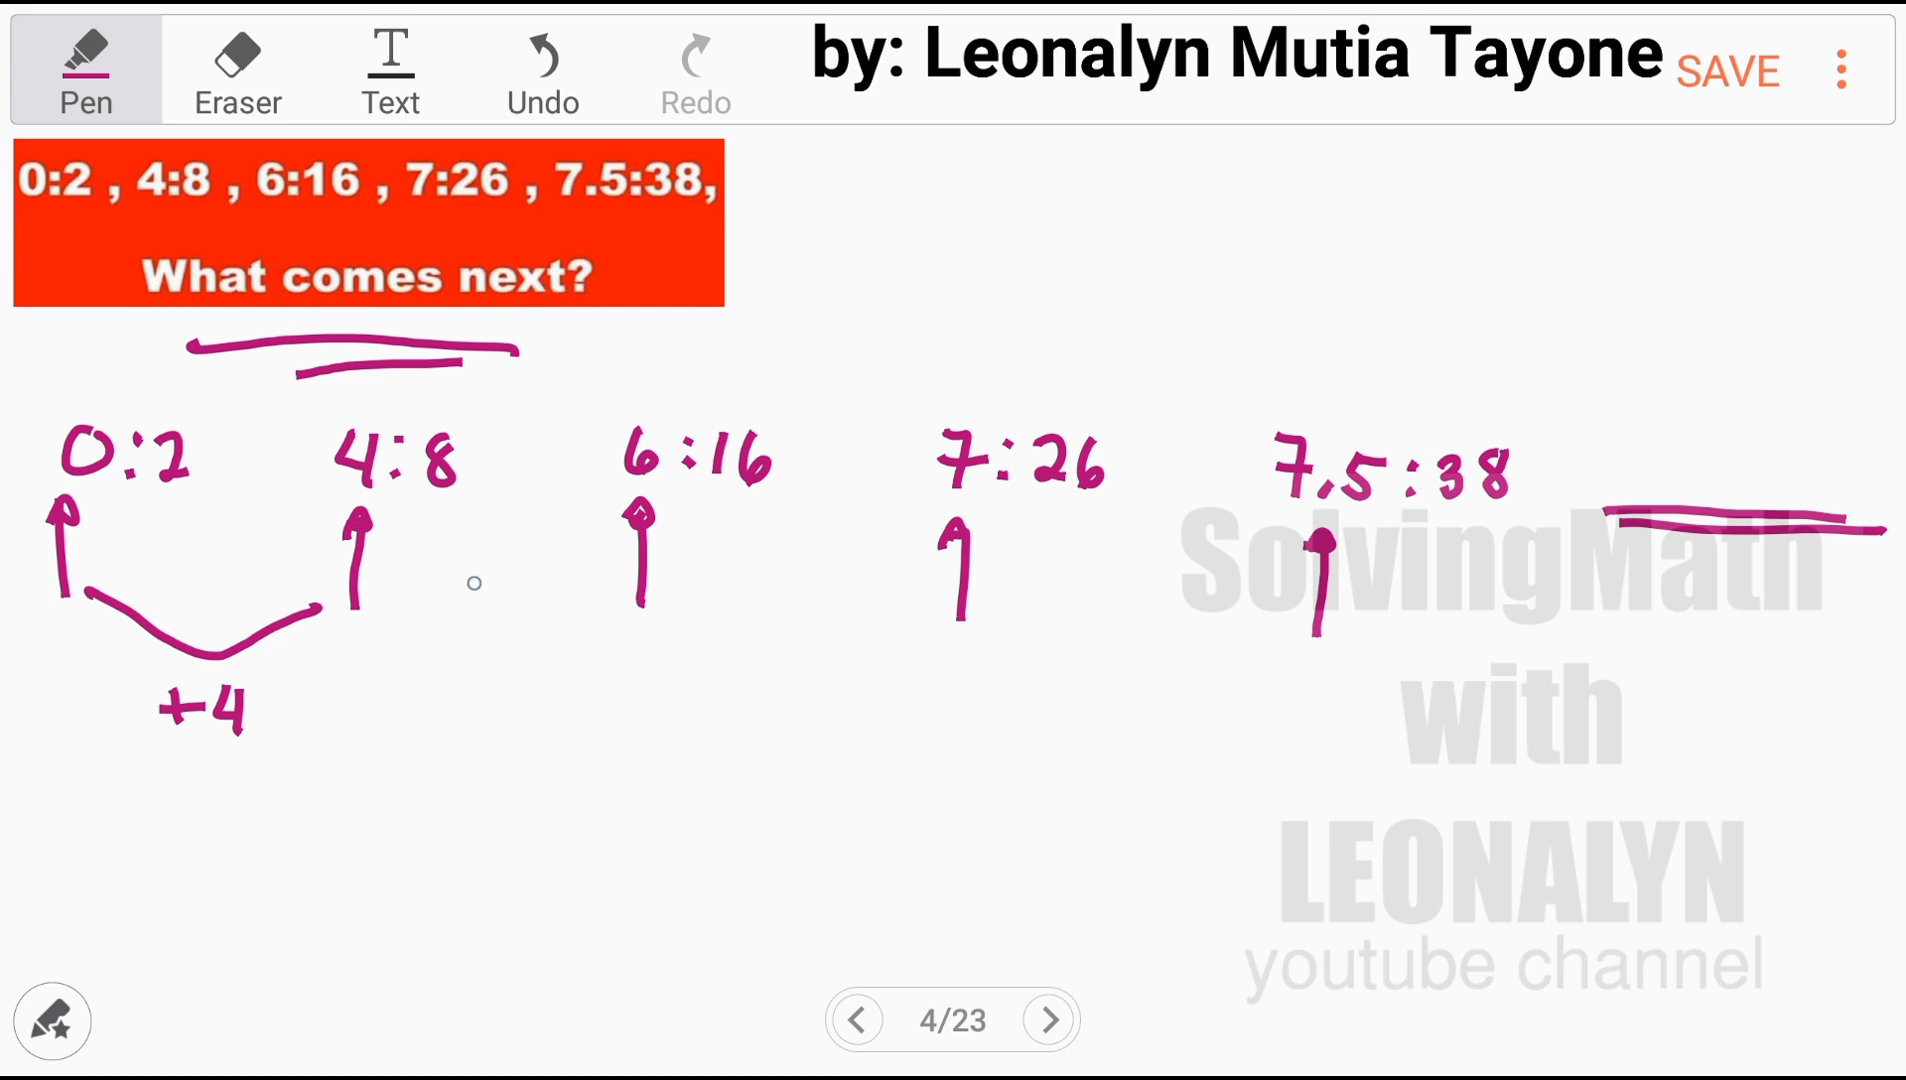 by: Leonalyn Mutia Tayone
Pen Eraser Text Undo Redo SAVE
0:2 , 4:8 , 6:16 , 7:26 , 7.5:38,
What comes next?
0:2 4:8 6:16 7:26 7.5:38
+4
SolvingMath
with
LEONALYN
youtube channel
4/23